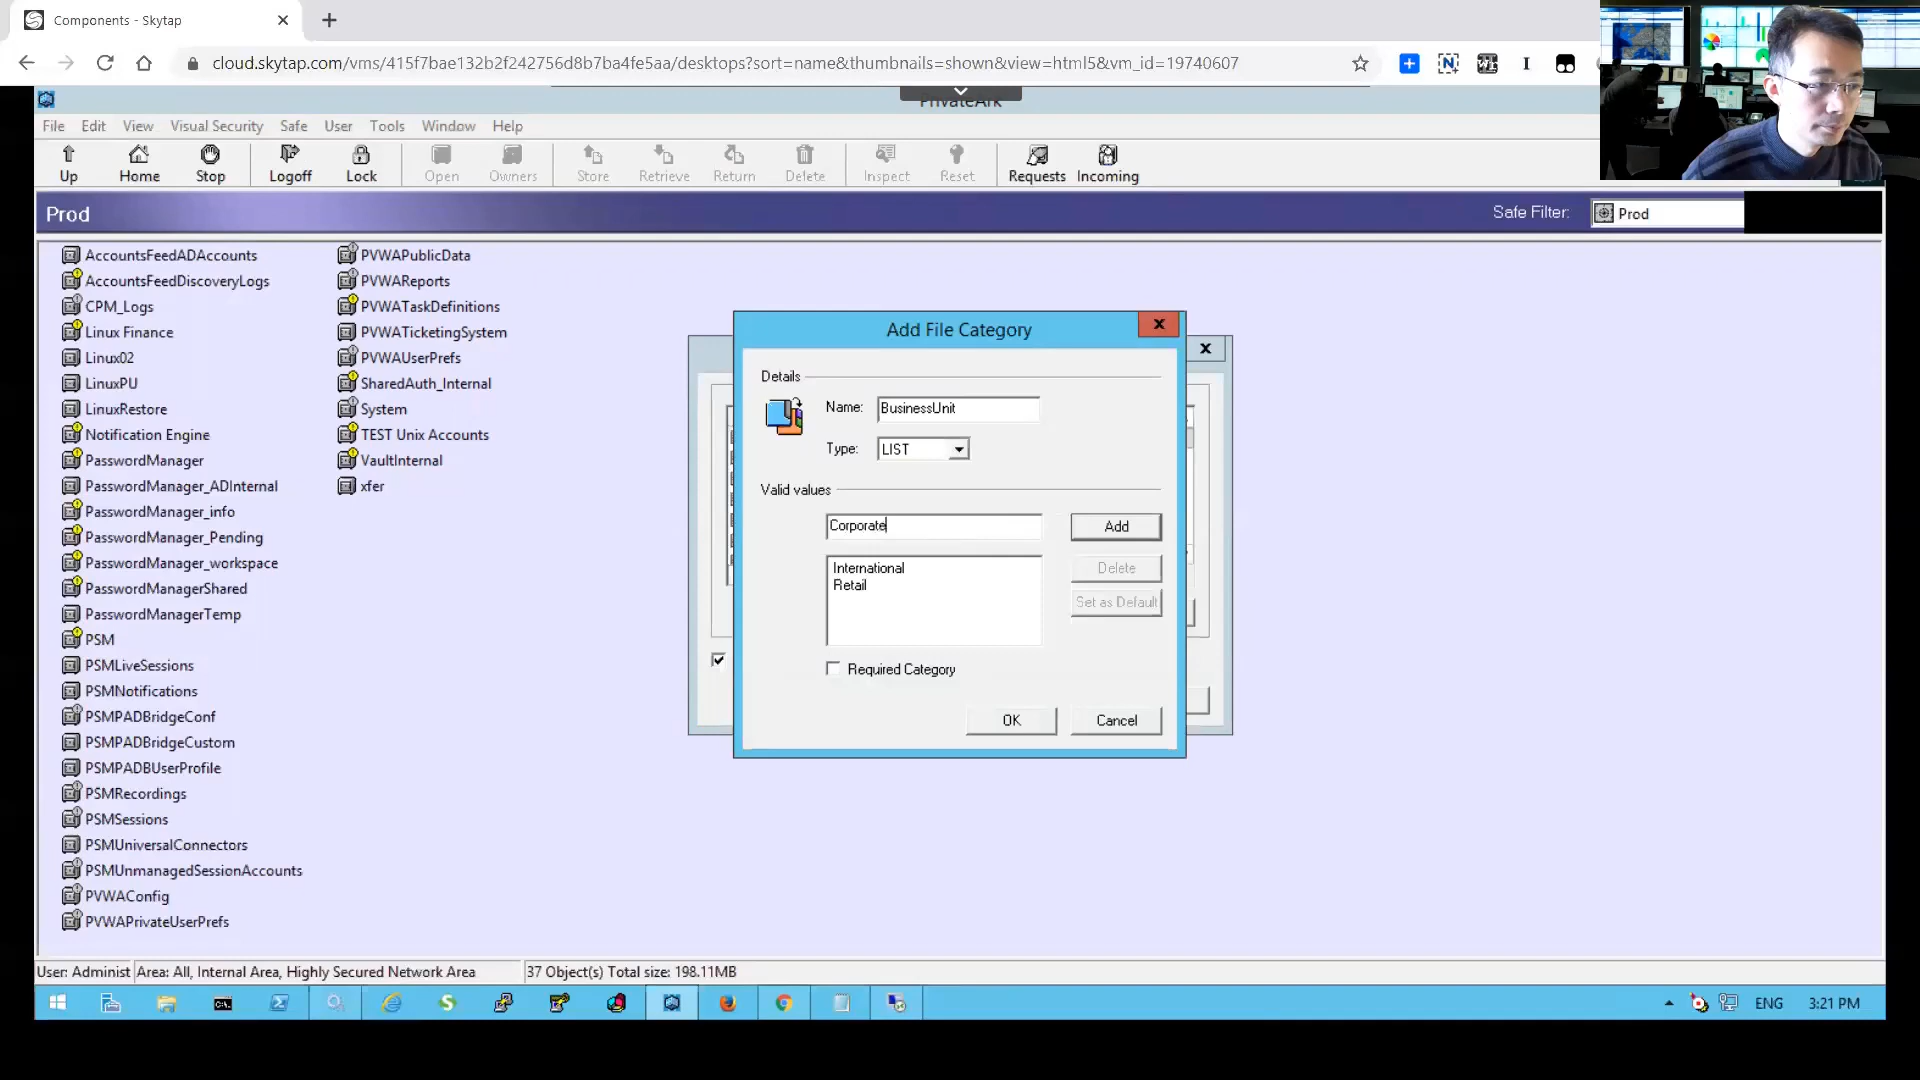 Components - Skytap
cloud.skytap.com/vms/415f7bae132b2f242756d8b7ba4fe5aa/desktops?sort=name&thumbnails=shown&view=html5&vm_id=19740607
PrivateArk
File Edit View Visual Security Safe User Tools Window Help
Up Home Stop Logoff Lock Open Owners Store Retrieve Return Delete Inspect Reset Requests Incoming
Prod
Safe Filter: Prod
AccountsFeedADAccounts
AccountsFeedDiscoveryLogs
CPM_Logs
Linux Finance
Linux02
LinuxPU
LinuxRestore
Notification Engine
PasswordManager
PasswordManager_ADInternal
PasswordManager_info
PasswordManager_Pending
PasswordManager_workspace
PasswordManagerShared
PasswordManagerTemp
PSM
PSMLiveSessions
PSMNotifications
PSMPADBridgeConf
PSMPADBridgeCustom
PSMPADBUserProfile
PSMRecordings
PSMSessions
PSMUniversalConnectors
PSMUnmanagedSessionAccounts
PVWAConfig
PVWAPrivateUserPrefs
PVWAPublicData
PVWAReports
PVWATaskDefinitions
PVWATicketingSystem
PVWAUserPrefs
SharedAuth_Internal
System
TEST Unix Accounts
VaultInternal
xfer
Add File Category
Details
Name: BusinessUnit
Type: LIST
Valid values
Corporate
Add
International
Retail
Delete
Set as Default
Required Category
OK Cancel
User: Administ Area: All, Internal Area, Highly Secured Network Area 37 Object(s) Total size: 198.11MB
ENG 3:21 PM